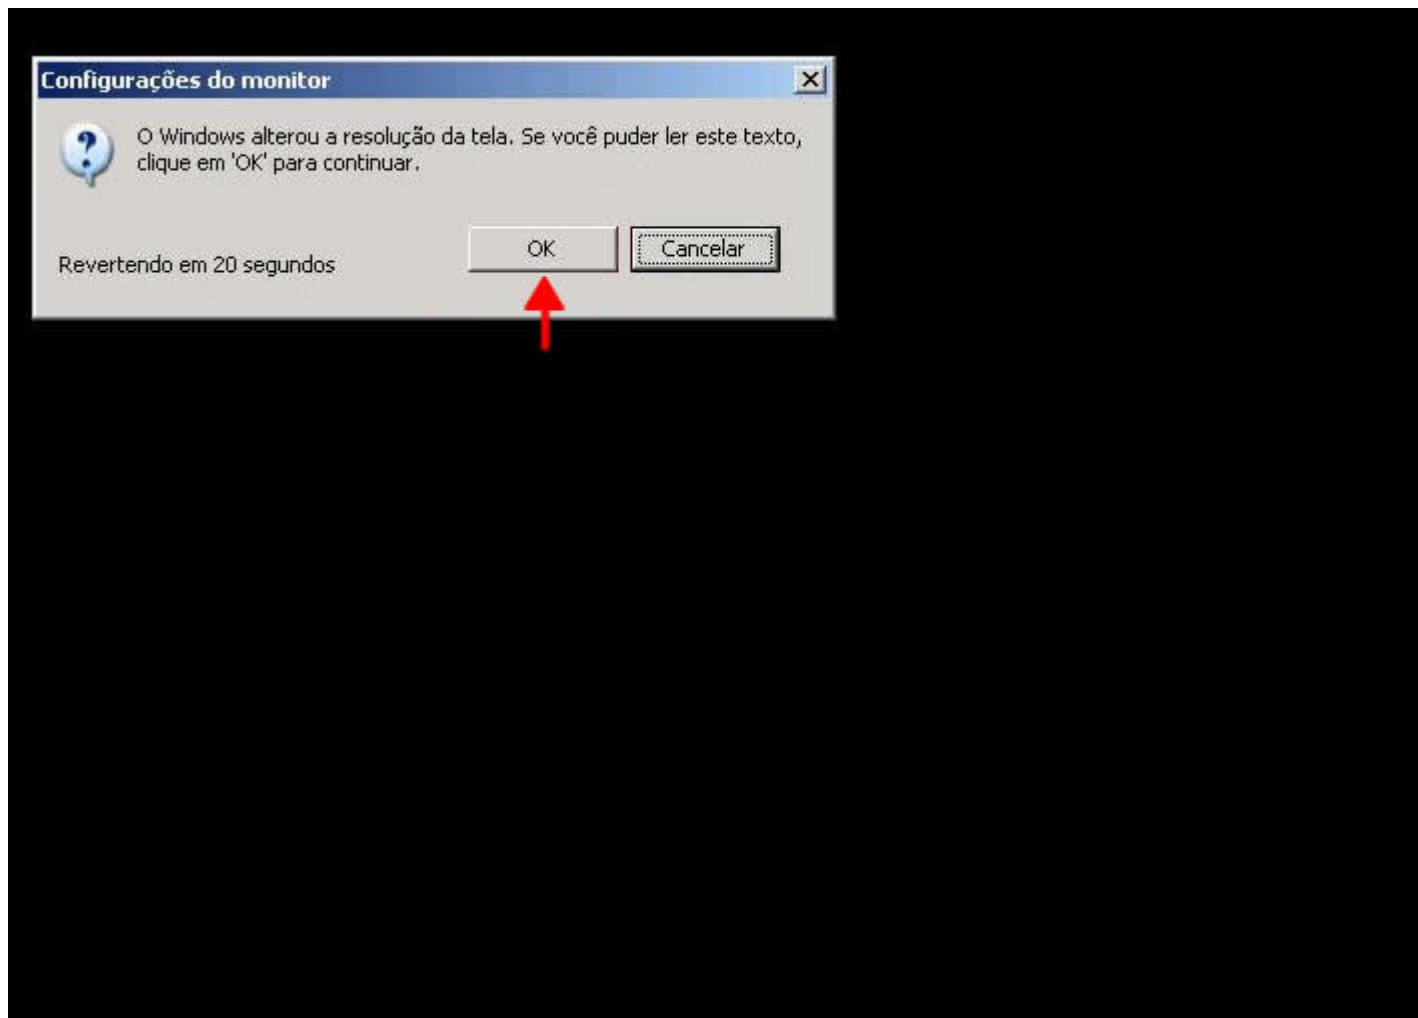 Configurações do monitor
O Windows alterou a resolução da tela. Se você puder ler este texto,
clique em 'OK' para continuar.
OK
Cancelar
Revertendo em 20 segundos